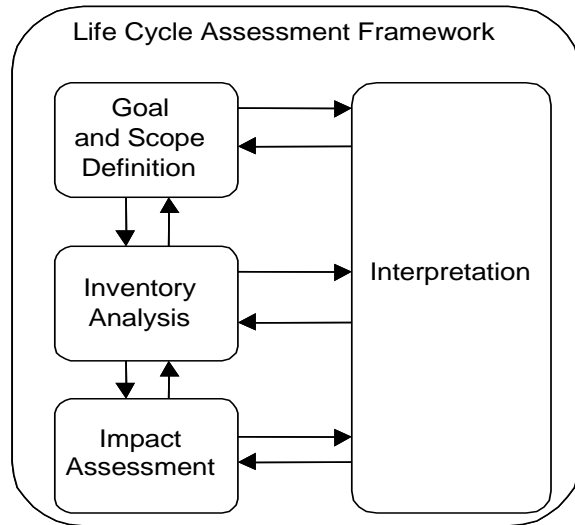 Life Cycle Assessment Framework
Goal
and Scope
Definition
Inventory
Analysis
Impact
Assessment
Interpretation